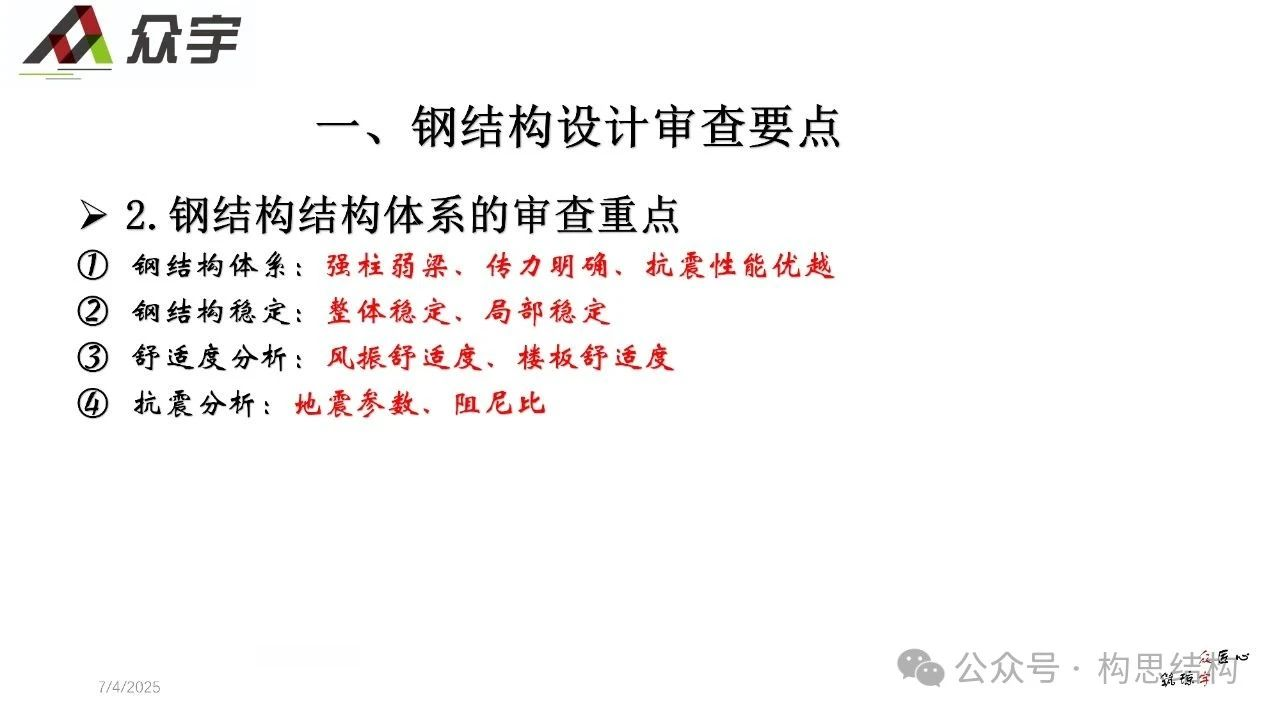 众宇
一、钢结构设计审查要点
➢ 2.钢结构结构体系的审查重点
① 钢结构体系：强柱弱梁、传力明确、抗震性能优越
② 钢结构稳定：整体稳定、局部稳定
③ 舒适度分析：风振舒适度、楼板舒适度
④ 抗震分析：地震参数、阻尼比
7/4/2025
公众号·构思结构
众匠心
筑琼宇